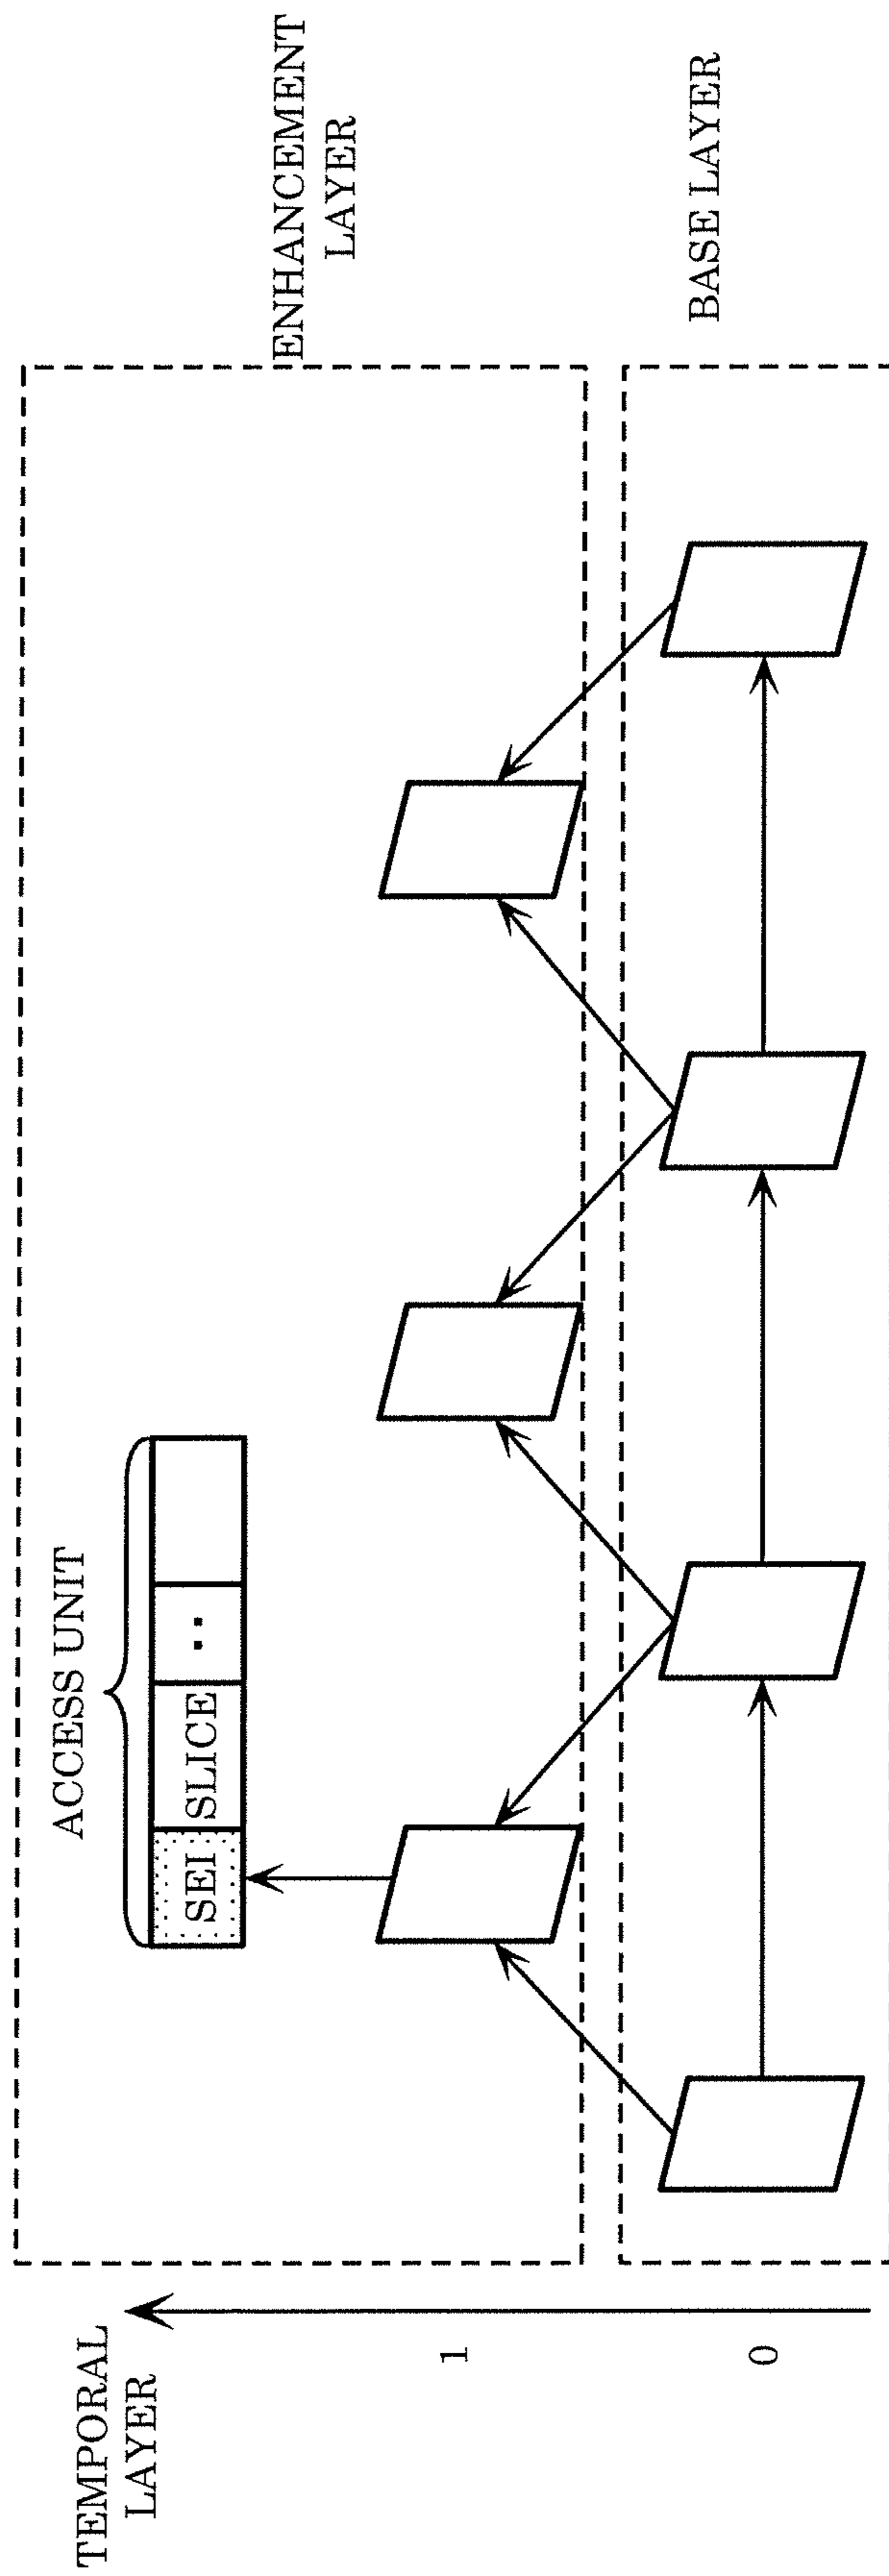 TEMPORAL
LAYER
1
0
ACCESS UNIT
SEI
SLICE
..
ENHANCEMENT
LAYER
BASE LAYER